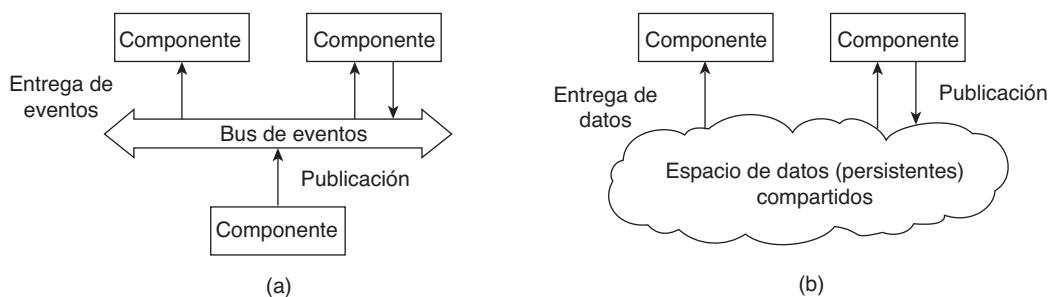 Componente
Componente
Entrega de
eventos
Bus de eventos
Publicación
Componente
(a)
Componente
Componente
Entrega de
datos
Publicación
Espacio de datos (persistentes)
compartidos
(b)